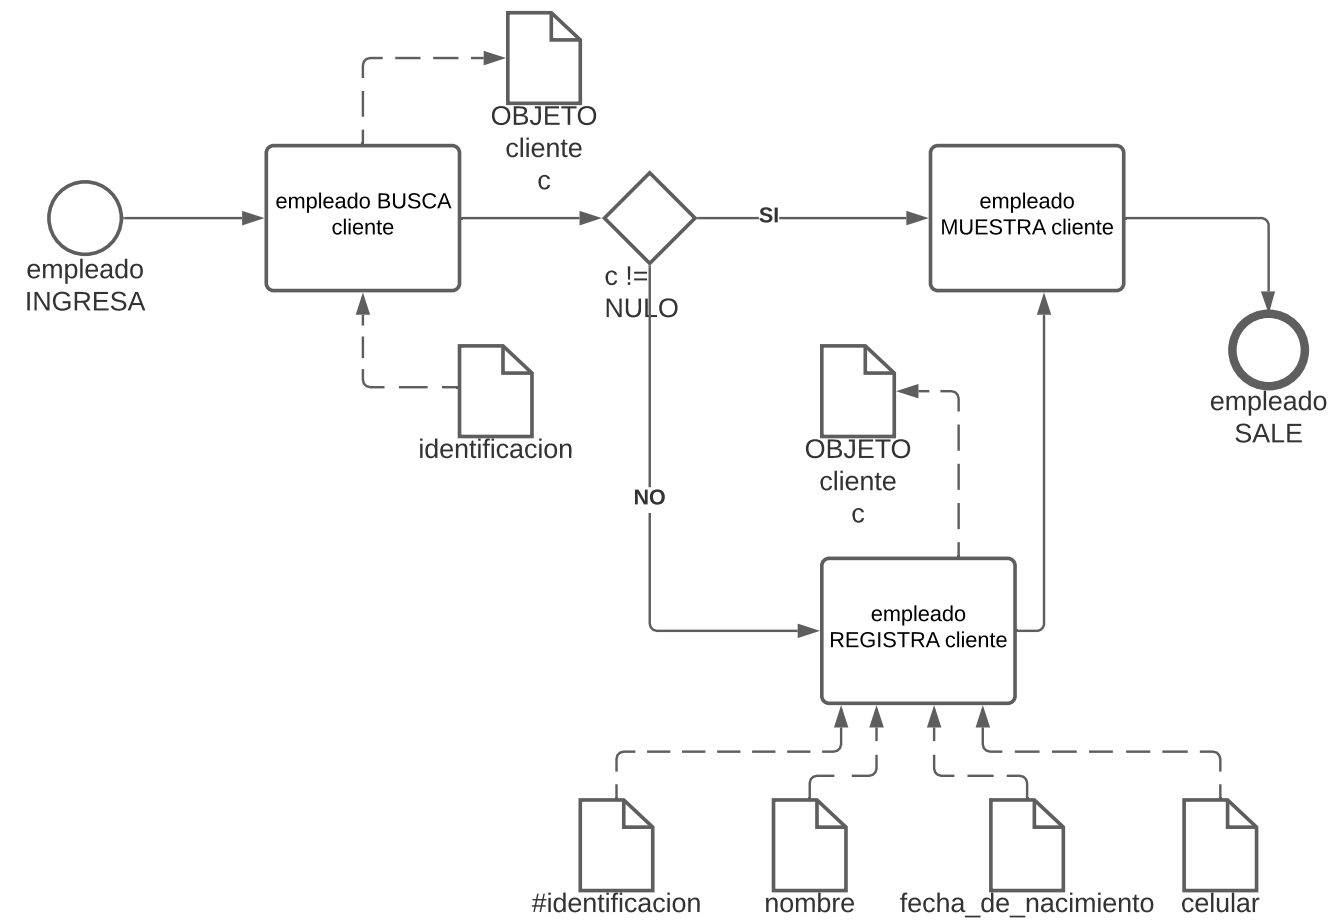 OBJETO
cliente
c
empleado BUSCA
cliente
empleado
INGRESA
c !=
NULO
SI
empleado
MUESTRA cliente
identificacion
empleado
SALE
OBJETO
cliente
c
NO
empleado
REGISTRA cliente
#identificacion
nombre
fecha_de_nacimiento
celular